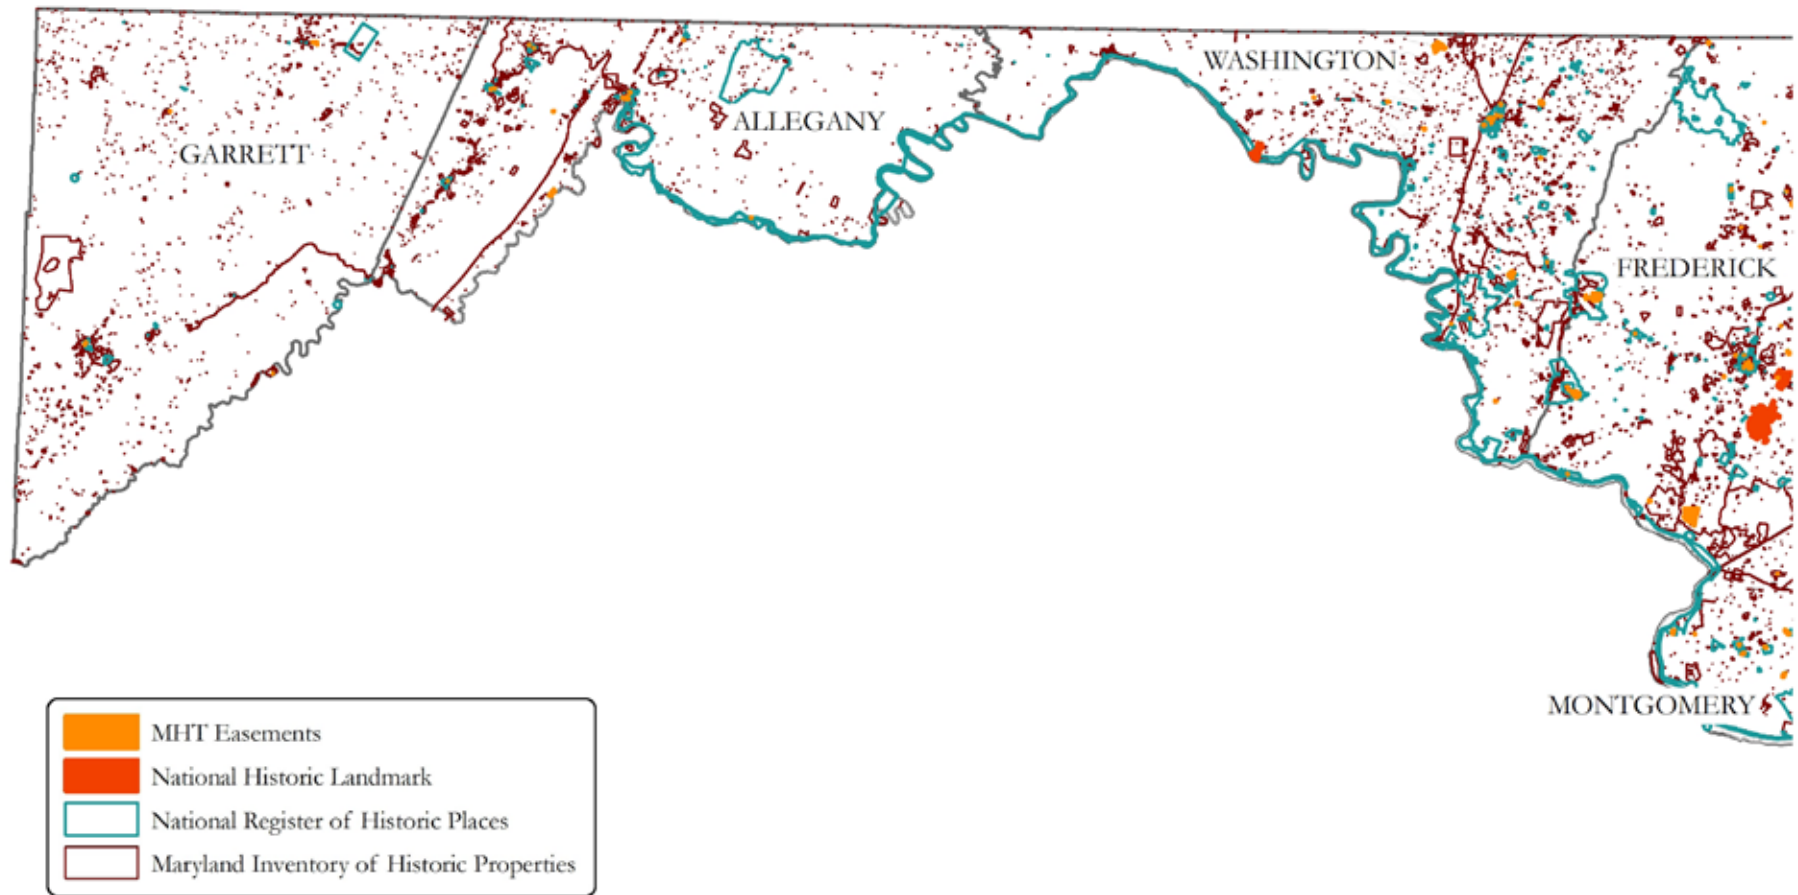 WASHINGTON
ALLEGANY
GARRETT
FREDERICK
MONTGOMERY
MHT Easements
National Historic Landmark
National Register of Historic Places
Maryland Inventory of Historic Properties